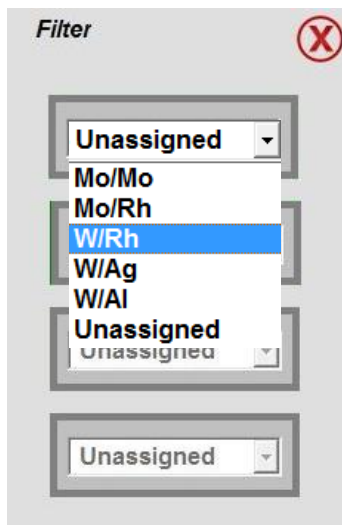 Filter
X
Unassigned
Mo/Mo
Mo/Rh
W/Rh
W/Ag
W/Al
Unassigned
Unassigned
Unassigned